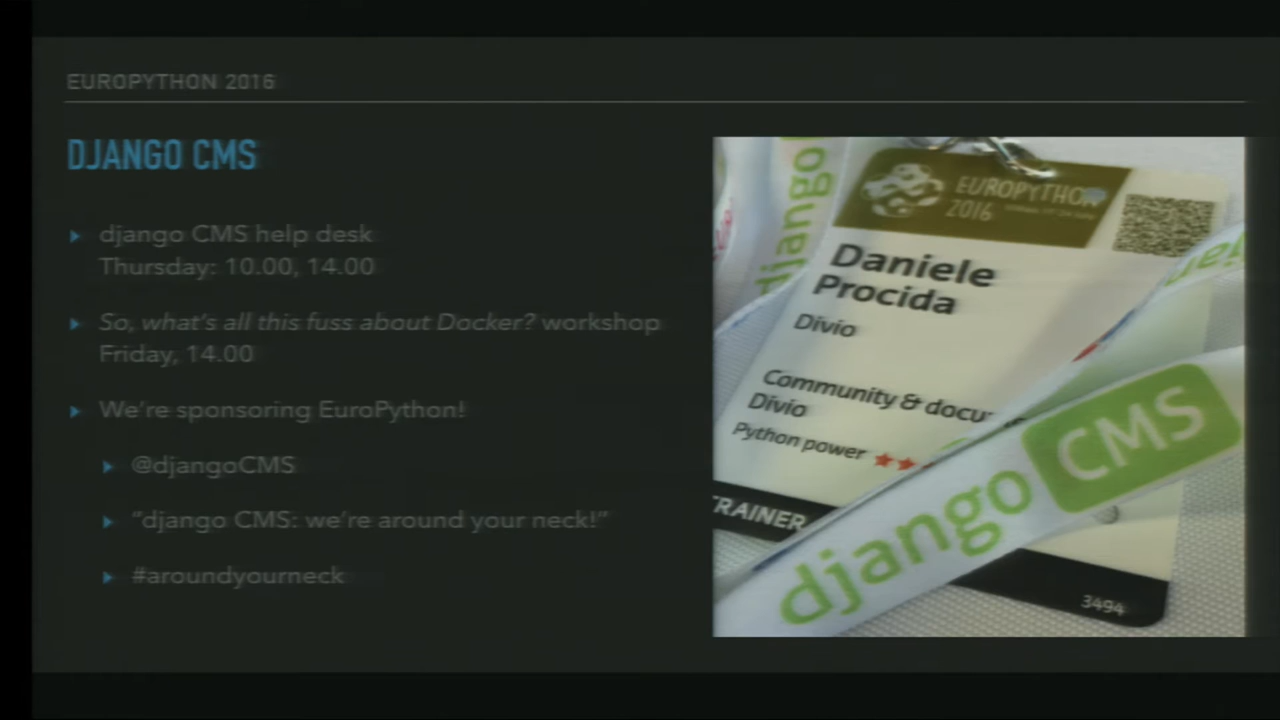 EUROPYTHON 2016
DJANGO CMS
django CMS help desk
Thursday: 10.00, 14.00
So, what's all this fuss about Docker? workshop
Friday, 14.00
We're sponsoring EuroPython!
@djangoCMS
"django CMS: we're around your neck!"
#aroundyourneck
django
EUROPYTHON
2016
Daniele
Procida
Divio
Community & docu
Divio
Python power
TRAINER
django CMS
3494